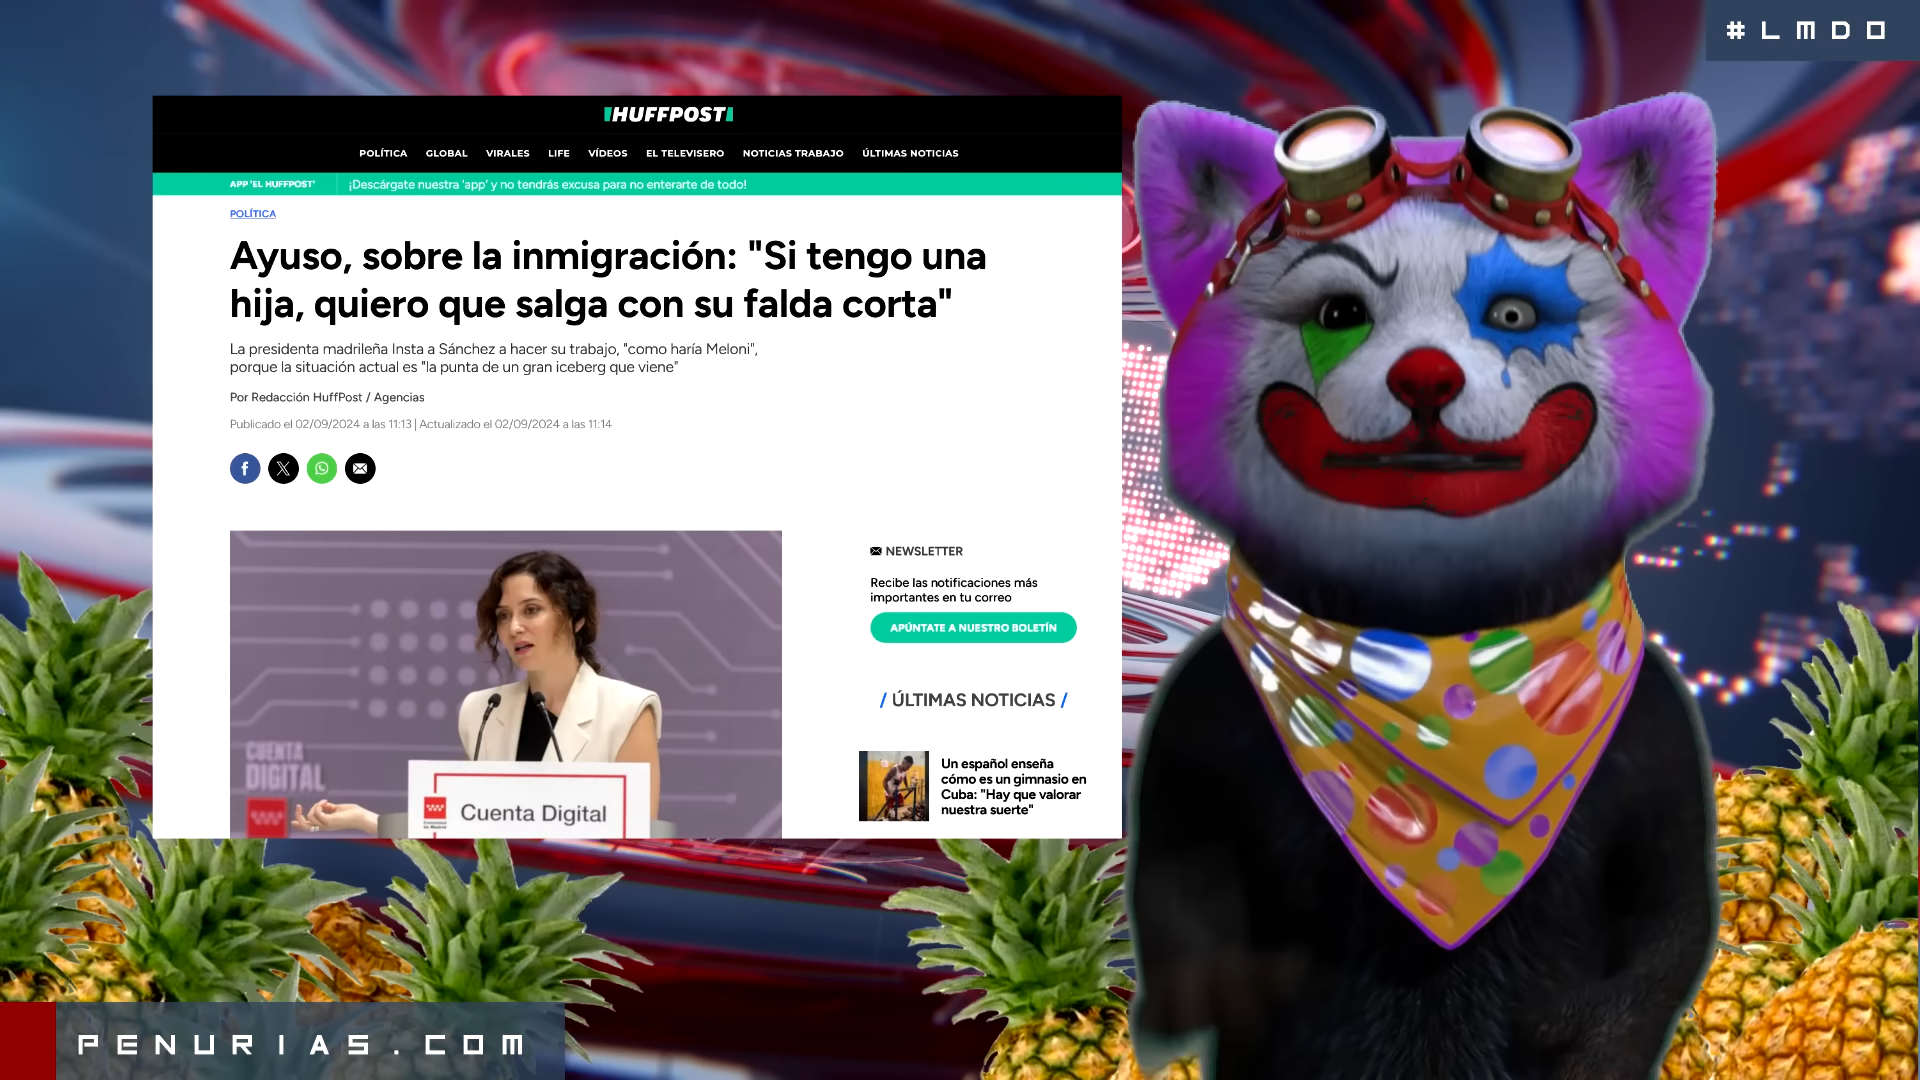 #LMDO
HUFFPOST
POLÍTICA GLOBAL VIRALES LIFE VÍDEOS EL TELEVISERO NOTICIAS TRABAJO ÚLTIMAS NOTICIAS
APP 'EL HUFFPOST' ¡Descárgate nuestra 'app' y no tendrás excusa para no enterarte de todo!
POLÍTICA
Ayuso, sobre la inmigración: "Si tengo una
hija, quiero que salga con su falda corta"
La presidenta madrileña Insta a Sánchez a hacer su trabajo, "como haría Meloni",
porque la situación actual es "la punta de un gran iceberg que viene"
Por Redacción HuffPost / Agencias
Publicado el 02/09/2024 a las 11:13 | Actualizado el 02/09/2024 a las 11:14
CUENTA
DIGITAL
Cuenta Digital
NEWSLETTER
Recibe las notificaciones más
importantes en tu correo
APÚNTATE A NUESTRO BOLETÍN
/ ÚLTIMAS NOTICIAS /
Un español enseña
cómo es un gimnasio en
Cuba: "Hay que valorar
nuestra suerte"
PENURIAS.COM